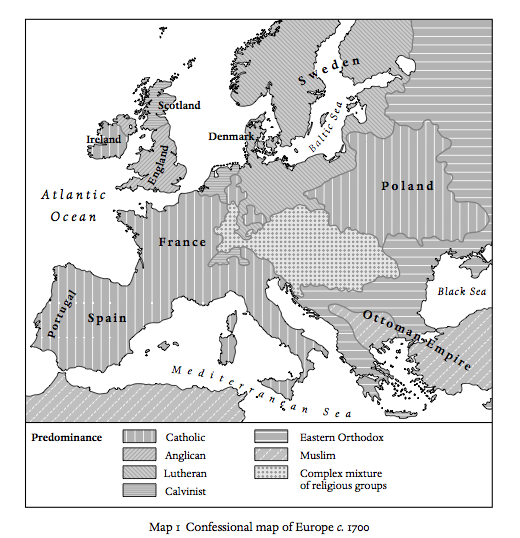 Sweden
Scotland
Baltic Sea
Denmark
Ireland
England
Poland
Atlantic
Ocean
France
Black Sea
Portugal
Spain
Ottoman Empire
Mediterranean Sea
Predominance
Catholic
Anglican
Lutheran
Calvinist
Eastern Orthodox
Muslim
Complex mixture
of religious groups
Map 1 Confessional map of Europe c. 1700